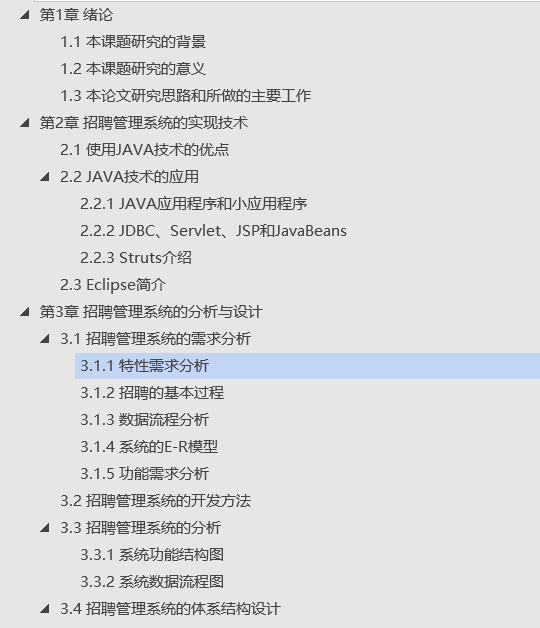 第1章 绪论
1.1 本课题研究的背景
1.2 本课题研究的意义
1.3 本论文研究思路和所做的主要工作
第2章 招聘管理系统的实现技术
2.1 使用JAVA技术的优点
2.2 JAVA技术的应用
2.2.1 JAVA应用程序和小应用程序
2.2.2 JDBC、Servlet、JSP和JavaBeans
2.2.3 Struts介绍
2.3 Eclipse简介
第3章 招聘管理系统的分析与设计
3.1 招聘管理系统的需求分析
3.1.1 特性需求分析
3.1.2 招聘的基本过程
3.1.3 数据流程分析
3.1.4 系统的E-R模型
3.1.5 功能需求分析
3.2 招聘管理系统的开发方法
3.3 招聘管理系统的分析
3.3.1 系统功能结构图
3.3.2 系统数据流程图
3.4 招聘管理系统的体系结构设计